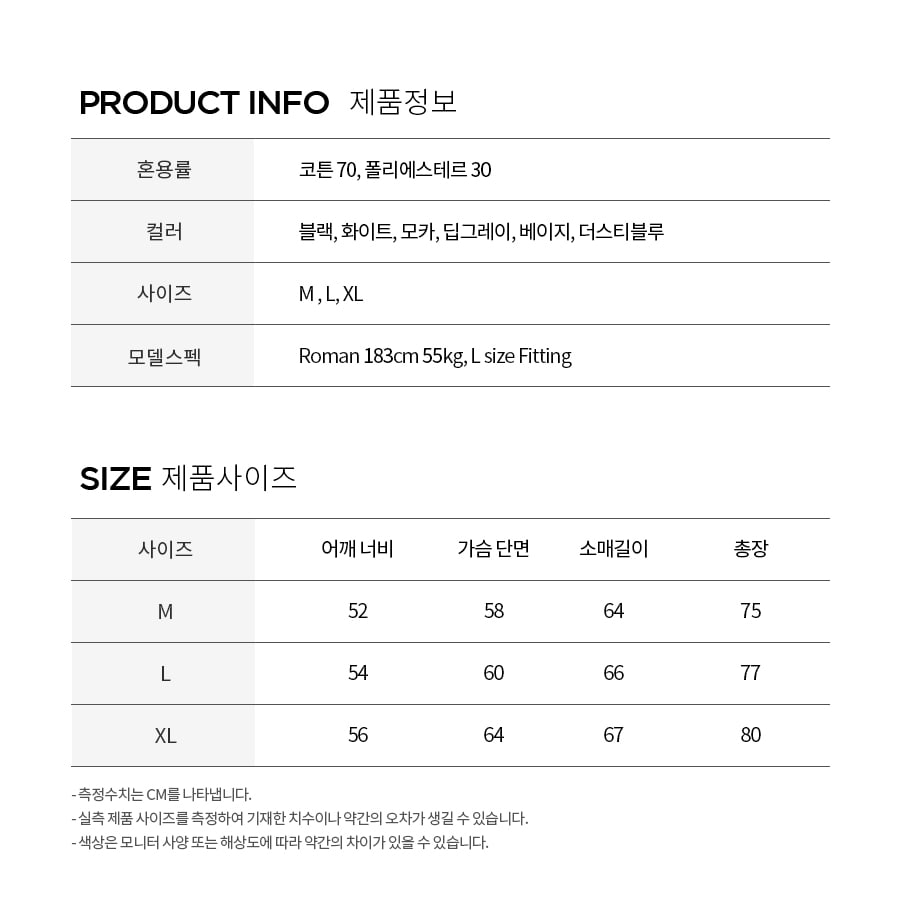 PRODUCT INFO 제품정보
혼용률 코튼 70, 폴리에스테르 30
컬러 블랙, 화이트, 모카, 딥그레이, 베이지, 더스티블루
사이즈 M , L, XL
모델스펙 Roman 183cm 55kg, L size Fitting
SIZE 제품사이즈
사이즈 어깨 너비 가슴 단면 소매길이 총장
M 52 58 64 75
L 54 60 66 77
XL 56 64 67 80
- 측정수치는 CM를 나타냅니다.
- 실측 제품 사이즈를 측정하여 기재한 치수이나 약간의 오차가 생길 수 있습니다.
- 색상은 모니터 사양 또는 해상도에 따라 약간의 차이가 있을 수 있습니다.